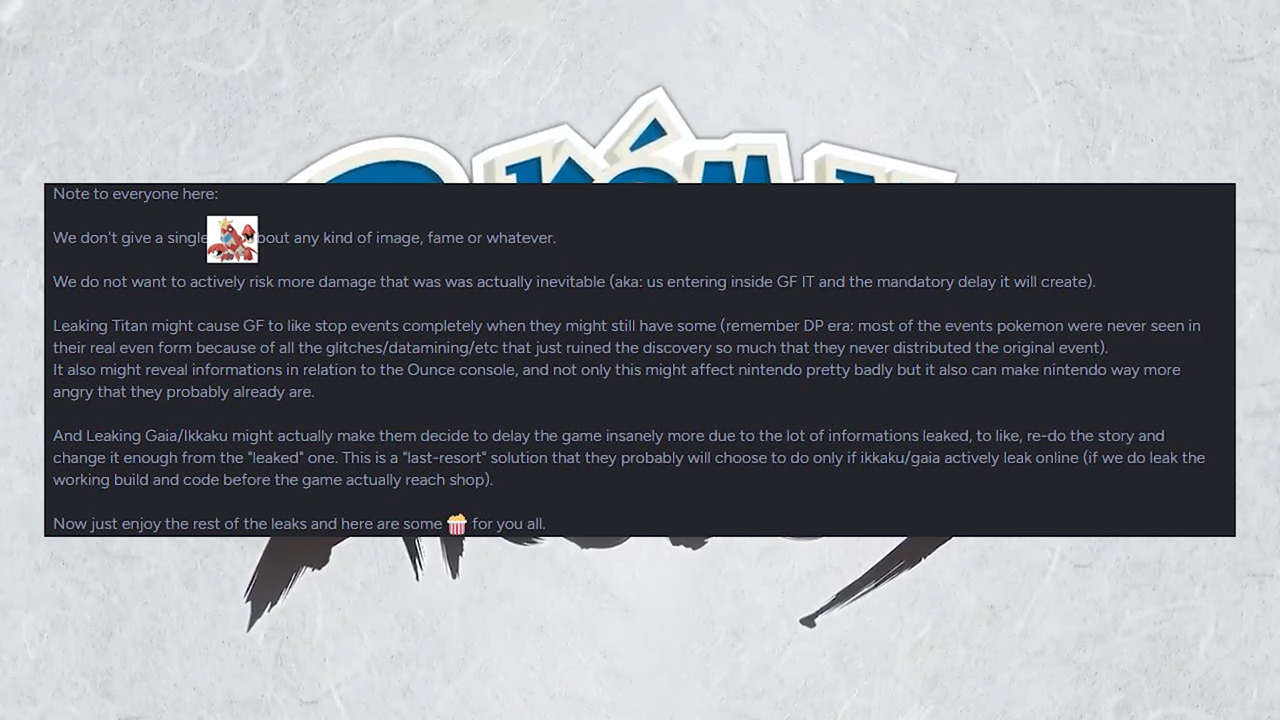 Note to everyone here:
We don't give a single bout any kind of image, fame or whatever.
We do not want to actively risk more damage that was was actually inevitable (aka: us entering inside GF IT and the mandatory delay it will create).
Leaking Titan might cause GF to like stop events completely when they might still have some (remember DP era: most of the events pokemon were never seen in
their real even form because of all the glitches/datamining/etc that just ruined the discovery so much that they never distributed the original event).
It also might reveal informations in relation to the Ounce console, and not only this might affect nintendo pretty badly but it also can make nintendo way more
angry that they probably already are.
And Leaking Gaia/Ikkaku might actually make them decide to delay the game insanely more due to the lot of informations leaked, to like, re-do the story and
change it enough from the "leaked" one. This is a "last-resort" solution that they probably will choose to do only if ikkaku/gaia actively leak online (if we do leak the
working build and code before the game actually reach shop).
Now just enjoy the rest of the leaks and here are some 🍿 for you all.